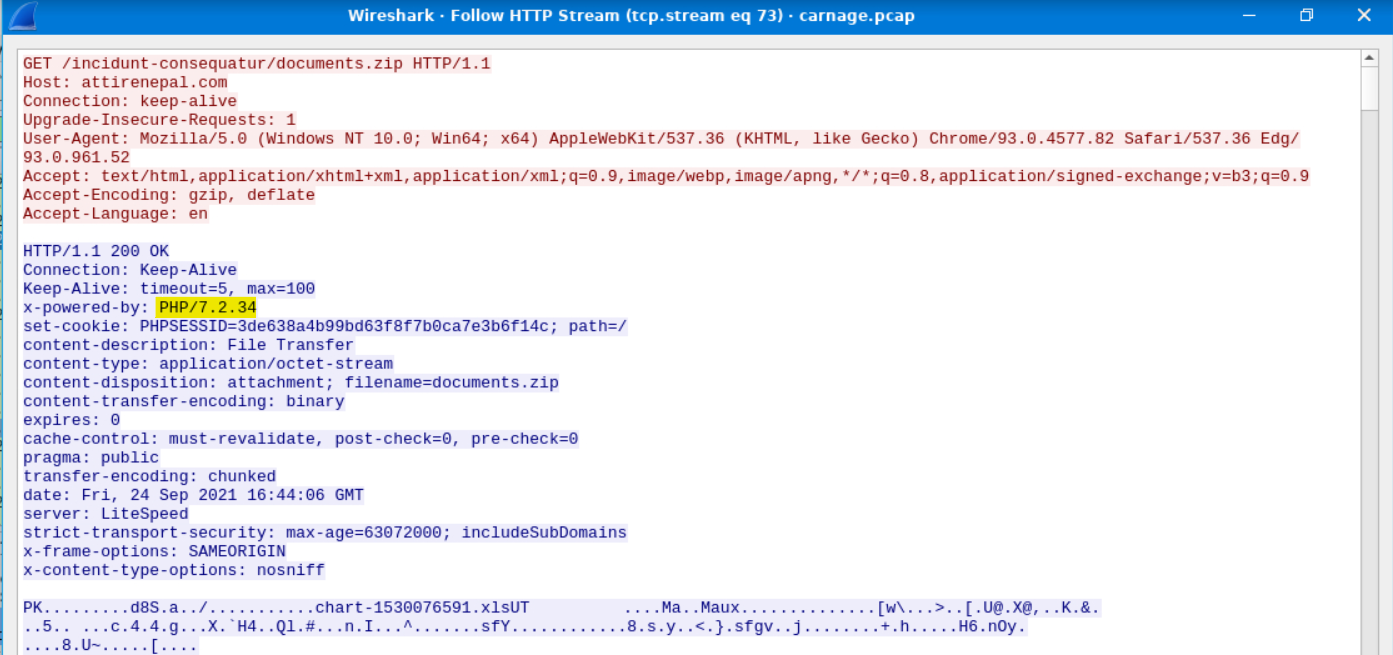 Wireshark · Follow HTTP Stream (tcp.stream eq 73) · carnage.pcap
GET /incidunt-consequatur/documents.zip HTTP/1.1
Host: attirenepal.com
Connection: keep-alive
Upgrade-Insecure-Requests: 1
User-Agent: Mozilla/5.0 (Windows NT 10.0; Win64; x64) AppleWebKit/537.36 (KHTML, like Gecko) Chrome/93.0.4577.82 Safari/537.36 Edg/
93.0.961.52
Accept: text/html,application/xhtml+xml,application/xml;q=0.9,image/webp,image/apng,*/*;q=0.8,application/signed-exchange;v=b3;q=0.9
Accept-Encoding: gzip, deflate
Accept-Language: en
HTTP/1.1 200 OK
Connection: Keep-Alive
Keep-Alive: timeout=5, max=100
x-powered-by: PHP/7.2.34
set-cookie: PHPSESSID=3de638a4b99bd63f8f7b0ca7e3b6f14c; path=/
content-description: File Transfer
content-type: application/octet-stream
content-disposition: attachment; filename=documents.zip
content-transfer-encoding: binary
expires: 0
cache-control: must-revalidate, post-check=0, pre-check=0
pragma: public
transfer-encoding: chunked
date: Fri, 24 Sep 2021 16:44:06 GMT
server: LiteSpeed
strict-transport-security: max-age=63072000; includeSubDomains
x-frame-options: SAMEORIGIN
x-content-type-options: nosniff
PK.........d8S.a../...........chart-1530076591.xlsUT ....Ma..Maux..............[w\...>..[.U@.X@,..K.&.
..5.. ...c.4.4.g...X.`H4..Ql.#...n.I...^.......sfY............8.s.y..<.}.sfgv..j........+.h.....H6.nOy.
....8.U~.....[....